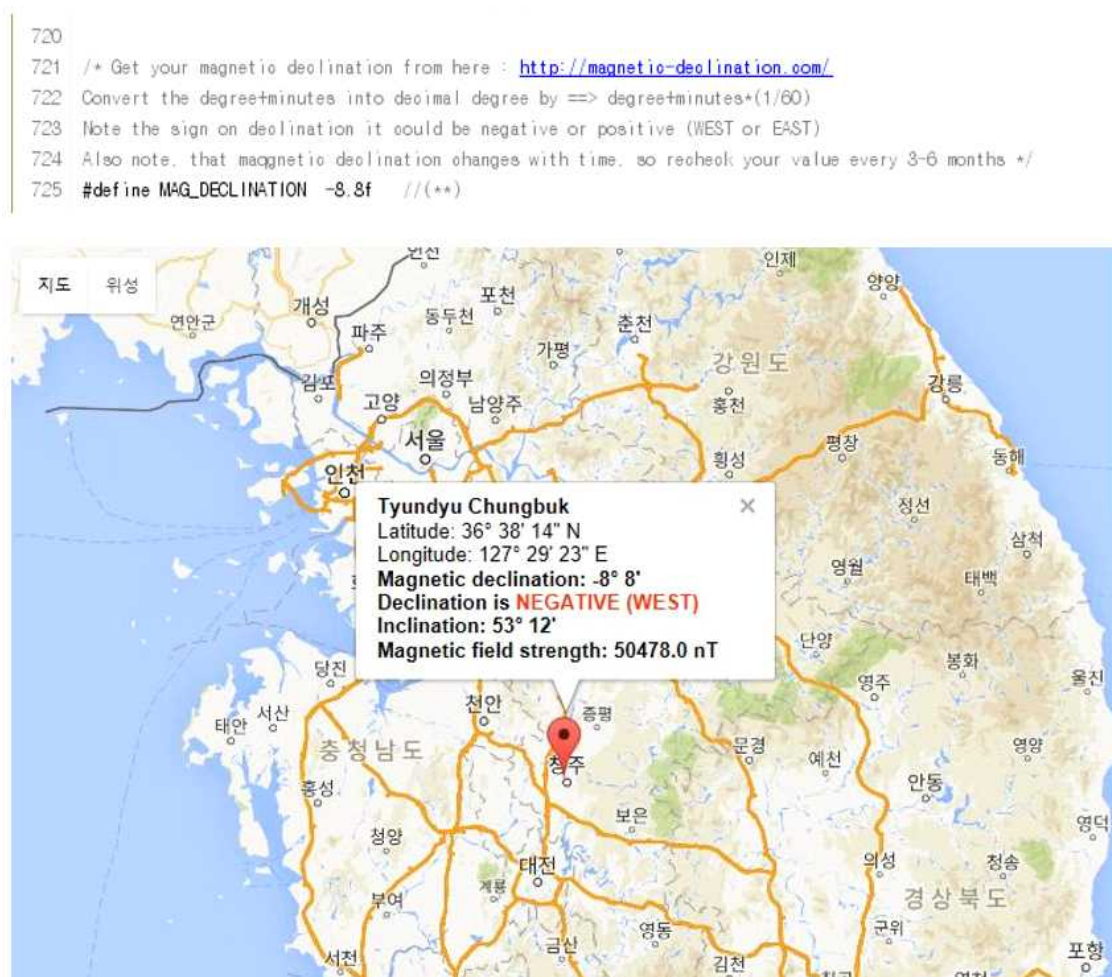 720
721 /* Get your magnetic declination from here : http://magnetic-declination.com/
722 Convert the degree+minutes into decimal degree by ==> degree+minutes*(1/60)
723 Note the sign on declination it could be negative or positive (WEST or EAST)
724 Also note, that maqgnetic declination changes with time, so recheck your value every 3-6 months */
725 #define MAG_DECLINATION -8.8f //(**)
지도 위성
인제
양양
개성
포천
연안군
동두천
파주
춘천
가평
강원도
김포
의정부
강릉
고양
남양주
홍천
서울
평창
인천
횡성
동해
Tyundyu Chungbuk ×
Latitude: 36° 38' 14" N
Longitude: 127° 29' 23" E
Magnetic declination: -8° 8'
Declination is NEGATIVE (WEST)
Inclination: 53° 12'
Magnetic field strength: 50478.0 nT
정선
삼척
영월
태백
단양
봉화
당진
영주
울진
서산
천안
증평
태안
충청남도
문경
예천
영양
청주
안동
홍성
보은
영덕
청양
대전
의성
청송
계룡
부여
경상북도
영동
군위
서천
금산
김천
포항